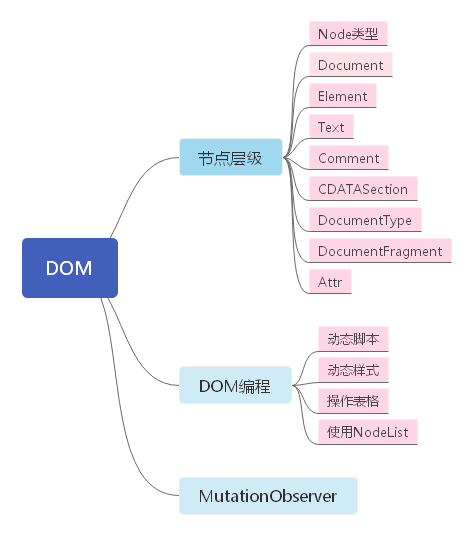 DOM
节点层级
Node类型
Document
Element
Text
Comment
CDATASection
DocumentType
DocumentFragment
Attr
DOM编程
动态脚本
动态样式
操作表格
使用NodeList
MutationObserver